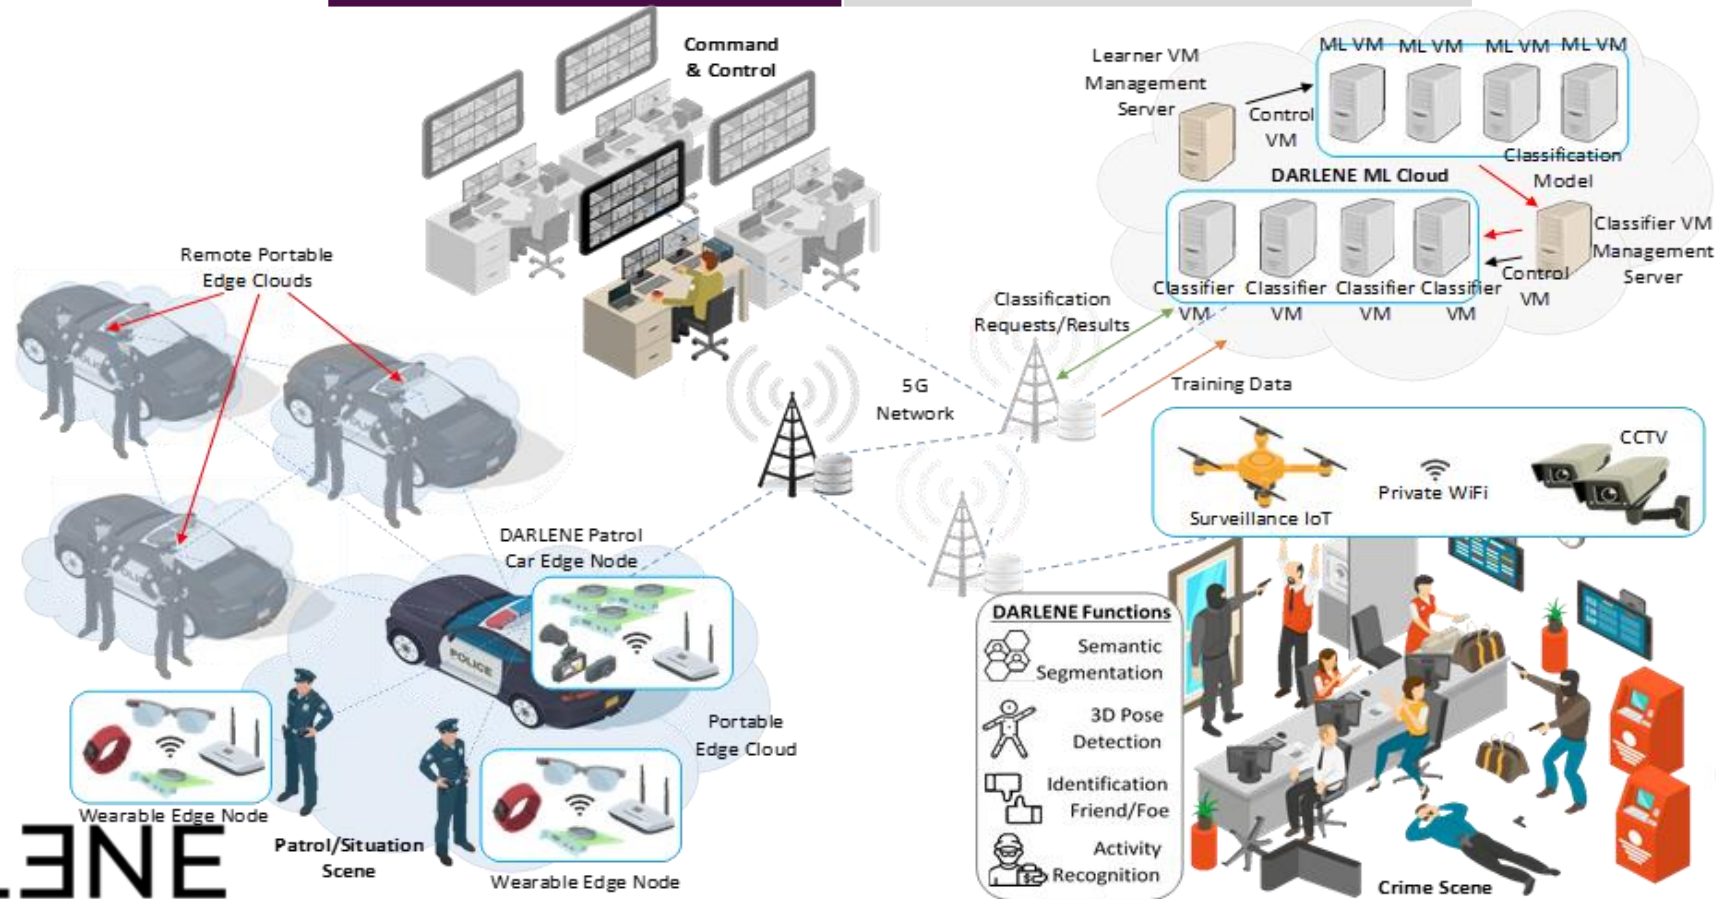 Command
& Control
Learner VM
Management
Server
Control
VM
ML VM
ML VM
ML VM
ML VM
Classification
Model
DARLENE ML Cloud
Classifier VM
Management
Server
Control
VM
Classifier
VM
Classifier
VM
Classifier
VM
Classifier
VM
Remote Portable
Edge Clouds
Classification
Requests/Results
5G
Network
Training Data
CCTV
Private WiFi
Surveillance IoT
DARLENE Patrol
Car Edge Node
POLICE
Portable
Edge Cloud
Wearable Edge Node
Patrol/Situation
Scene
Wearable Edge Node
DARLENE Functions
Semantic
Segmentation
3D Pose
Detection
Identification
Friend/Foe
Activity
Recognition
Crime Scene